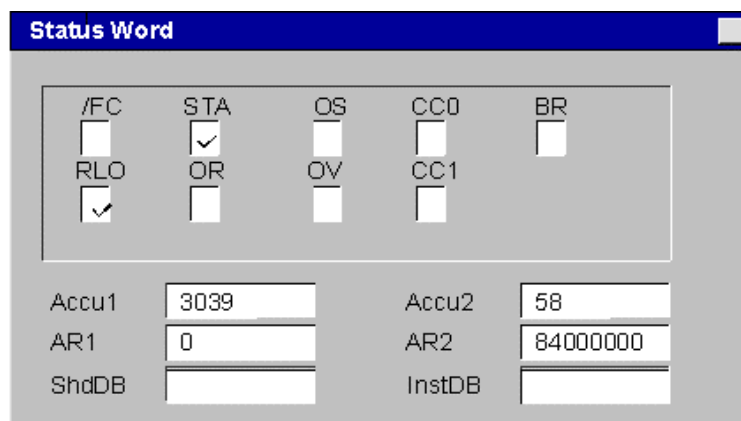 Status Word
/FC STA OS CC0 BR
RLO OR OV CC1
Accu1 3039 Accu2 58
AR1 0 AR2 84000000
ShdDB InstDB